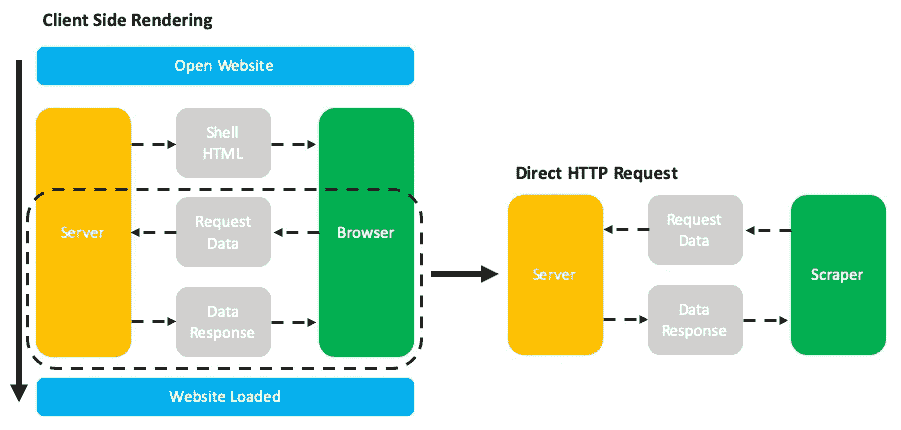 Client Side Rendering
Open Website
Shell
HTML
Server
Request
Data
Browser
Data
Response
Website Loaded
Direct HTTP Request
Server
Request
Data
Scraper
Data
Response